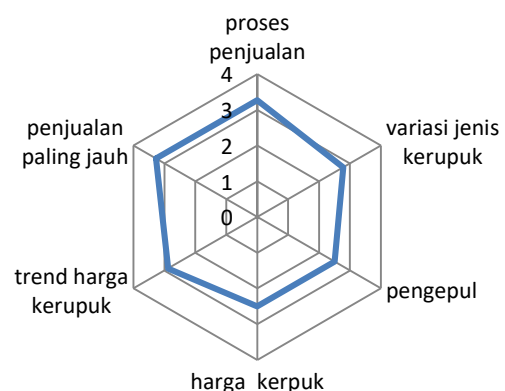 proses
penjualan
4
3
2
1
0
variasi jenis
kerupuk
pengepul
harga  kerpuk
trend harga
kerupuk
penjualan
paling jauh